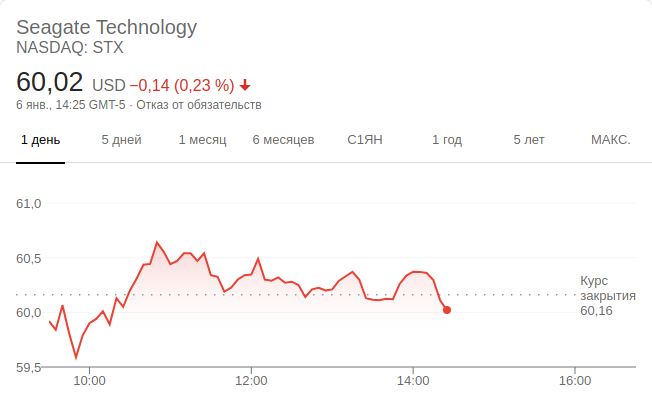 Seagate Technology
NASDAQ: STX
60,02 USD −0,14 (0,23 %)
6 янв., 14:25 GMT-5 · Отказ от обязательств
1 день 5 дней 1 месяц 6 месяцев С1ЯН 1 год 5 лет МАКС.
61,0
60,5
Курс
закрытия
60,16
60,0
59,5
10:00 12:00 14:00 16:00